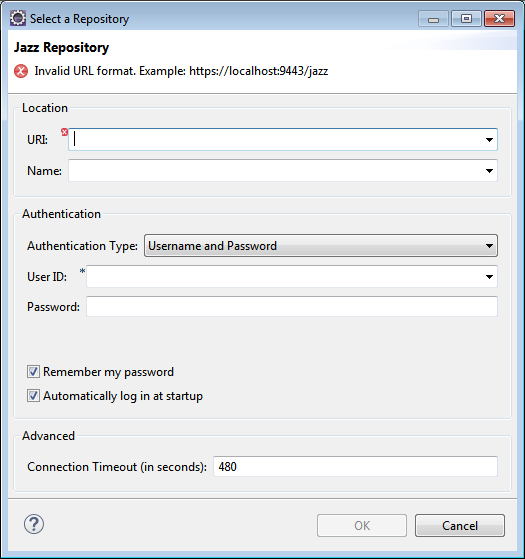 Select a Repository
Jazz Repository
Invalid URL format. Example: https://localhost:9443/jazz
Location
URI:
Name:
Authentication
Authentication Type: Username and Password
User ID: *
Password:
Remember my password
Automatically log in at startup
Advanced
Connection Timeout (in seconds): 480
? OK Cancel